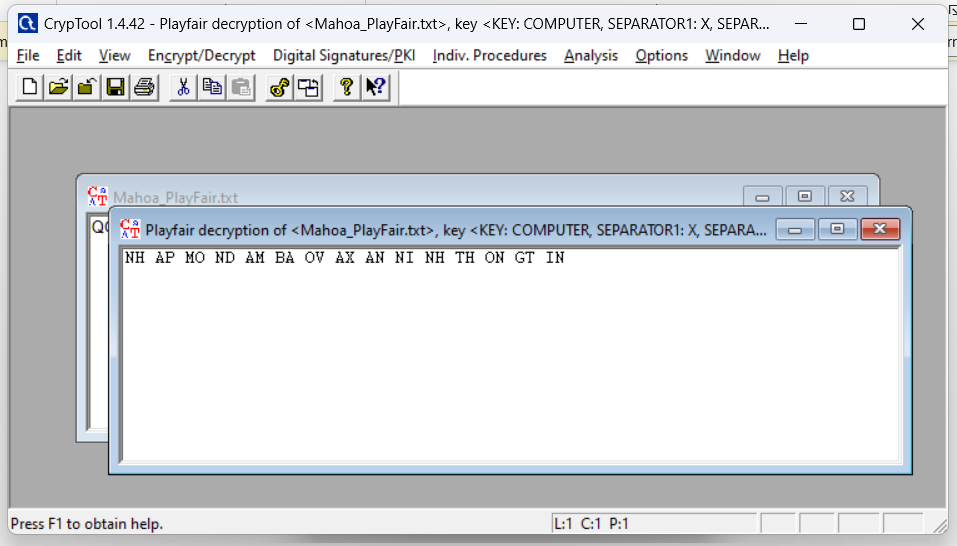 CrypTool 1.4.42 - Playfair decryption of <Mahoa_PlayFair.txt>, key <KEY: COMPUTER, SEPARATOR1: X, SEPAR...
File Edit View Encrypt/Decrypt Digital Signatures/PKI Indiv. Procedures Analysis Options Window Help
Mahoa_PlayFair.txt
Playfair decryption of <Mahoa_PlayFair.txt>, key <KEY: COMPUTER, SEPARATOR1: X, SEPARA...
NH AP MO ND AM BA OV AX AN NI NH TH ON GT IN
Press F1 to obtain help.
L:1 C:1 P:1